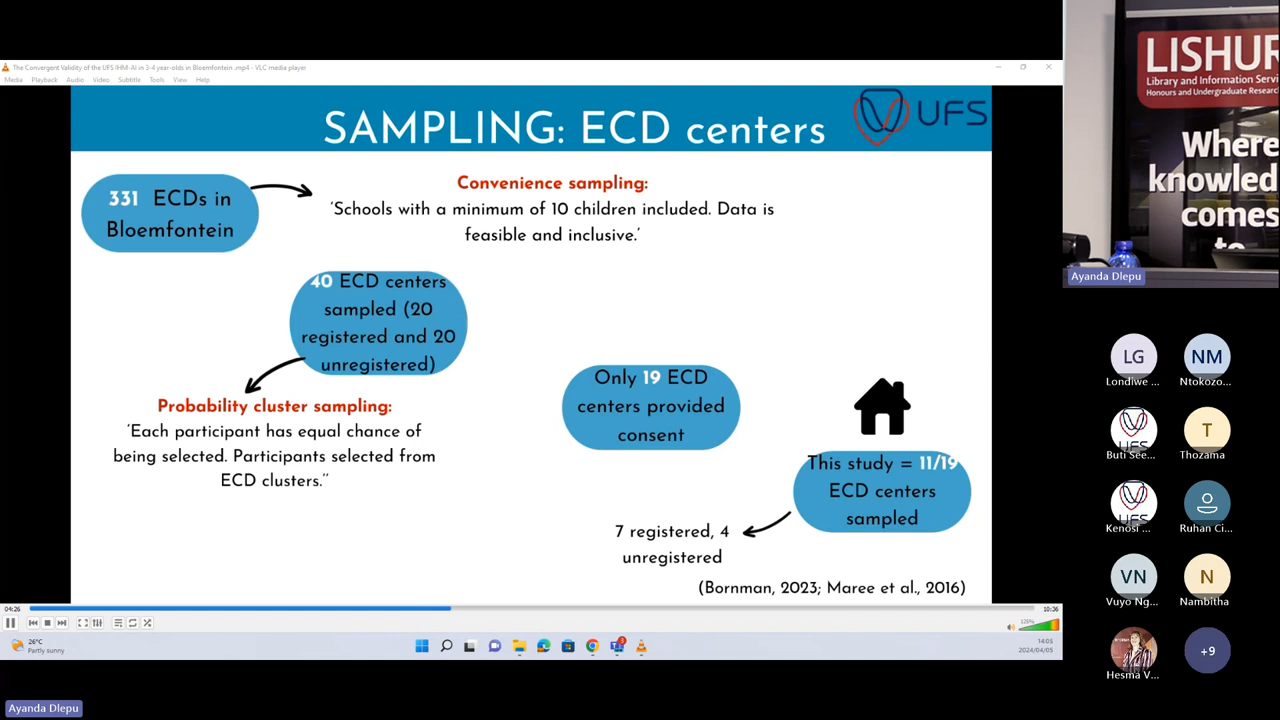 The Convergent Validity of the UFS IHM-AI in 3-4 year-olds in Bloemfontein .mp4 - VLC media player
Media Playback Audio Video Subtitle Tools View Help
SAMPLING: ECD centers
UFS
331 ECDs in
Bloemfontein
Convenience sampling:
‘Schools with a minimum of 10 children included. Data is
feasible and inclusive.’
40 ECD centers
sampled (20
registered and 20
unregistered)
Probability cluster sampling:
‘Each participant has equal chance of
being selected. Participants selected from
ECD clusters.’’
Only 19 ECD
centers provided
consent
This study = 11/19
ECD centers
sampled
7 registered, 4
unregistered
(Bornman, 2023; Maree et al., 2016)
04:26
10:36
125%
26°C
Partly sunny
14:05
2024/04/05
Ayanda Dlepu
LISHUR
Library and Information Servi
Honours and Undergraduate Research
Where
knowled
comes
to
Ayanda Dlepu
LG
Londiwe ...
NM
Ntokozo...
UFS
Buti See...
T
Thozama
UFS
Kenosi ...
Ruhan Ci...
VN
Vuyo Ng...
N
Nambitha
Hesma V...
+9